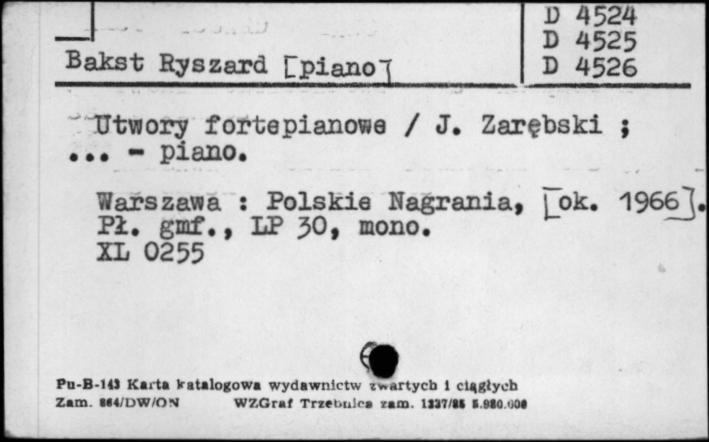 D 4524
D 4525
Bakst Ryszard [piano] D 4526
Utwory fortepianowe / J. Zarębski ;
... - piano.
Warszawa : Polskie Nagrania, [ok. 1966].
Pł. gmf., LP 30, mono.
XL 0255
Pu-B-143 Karta katalogowa wydawnictw zwartych i ciągłych
Zam. 864/DW/ON WZGraf Trzebnica zam. 1337/85 5.980.000